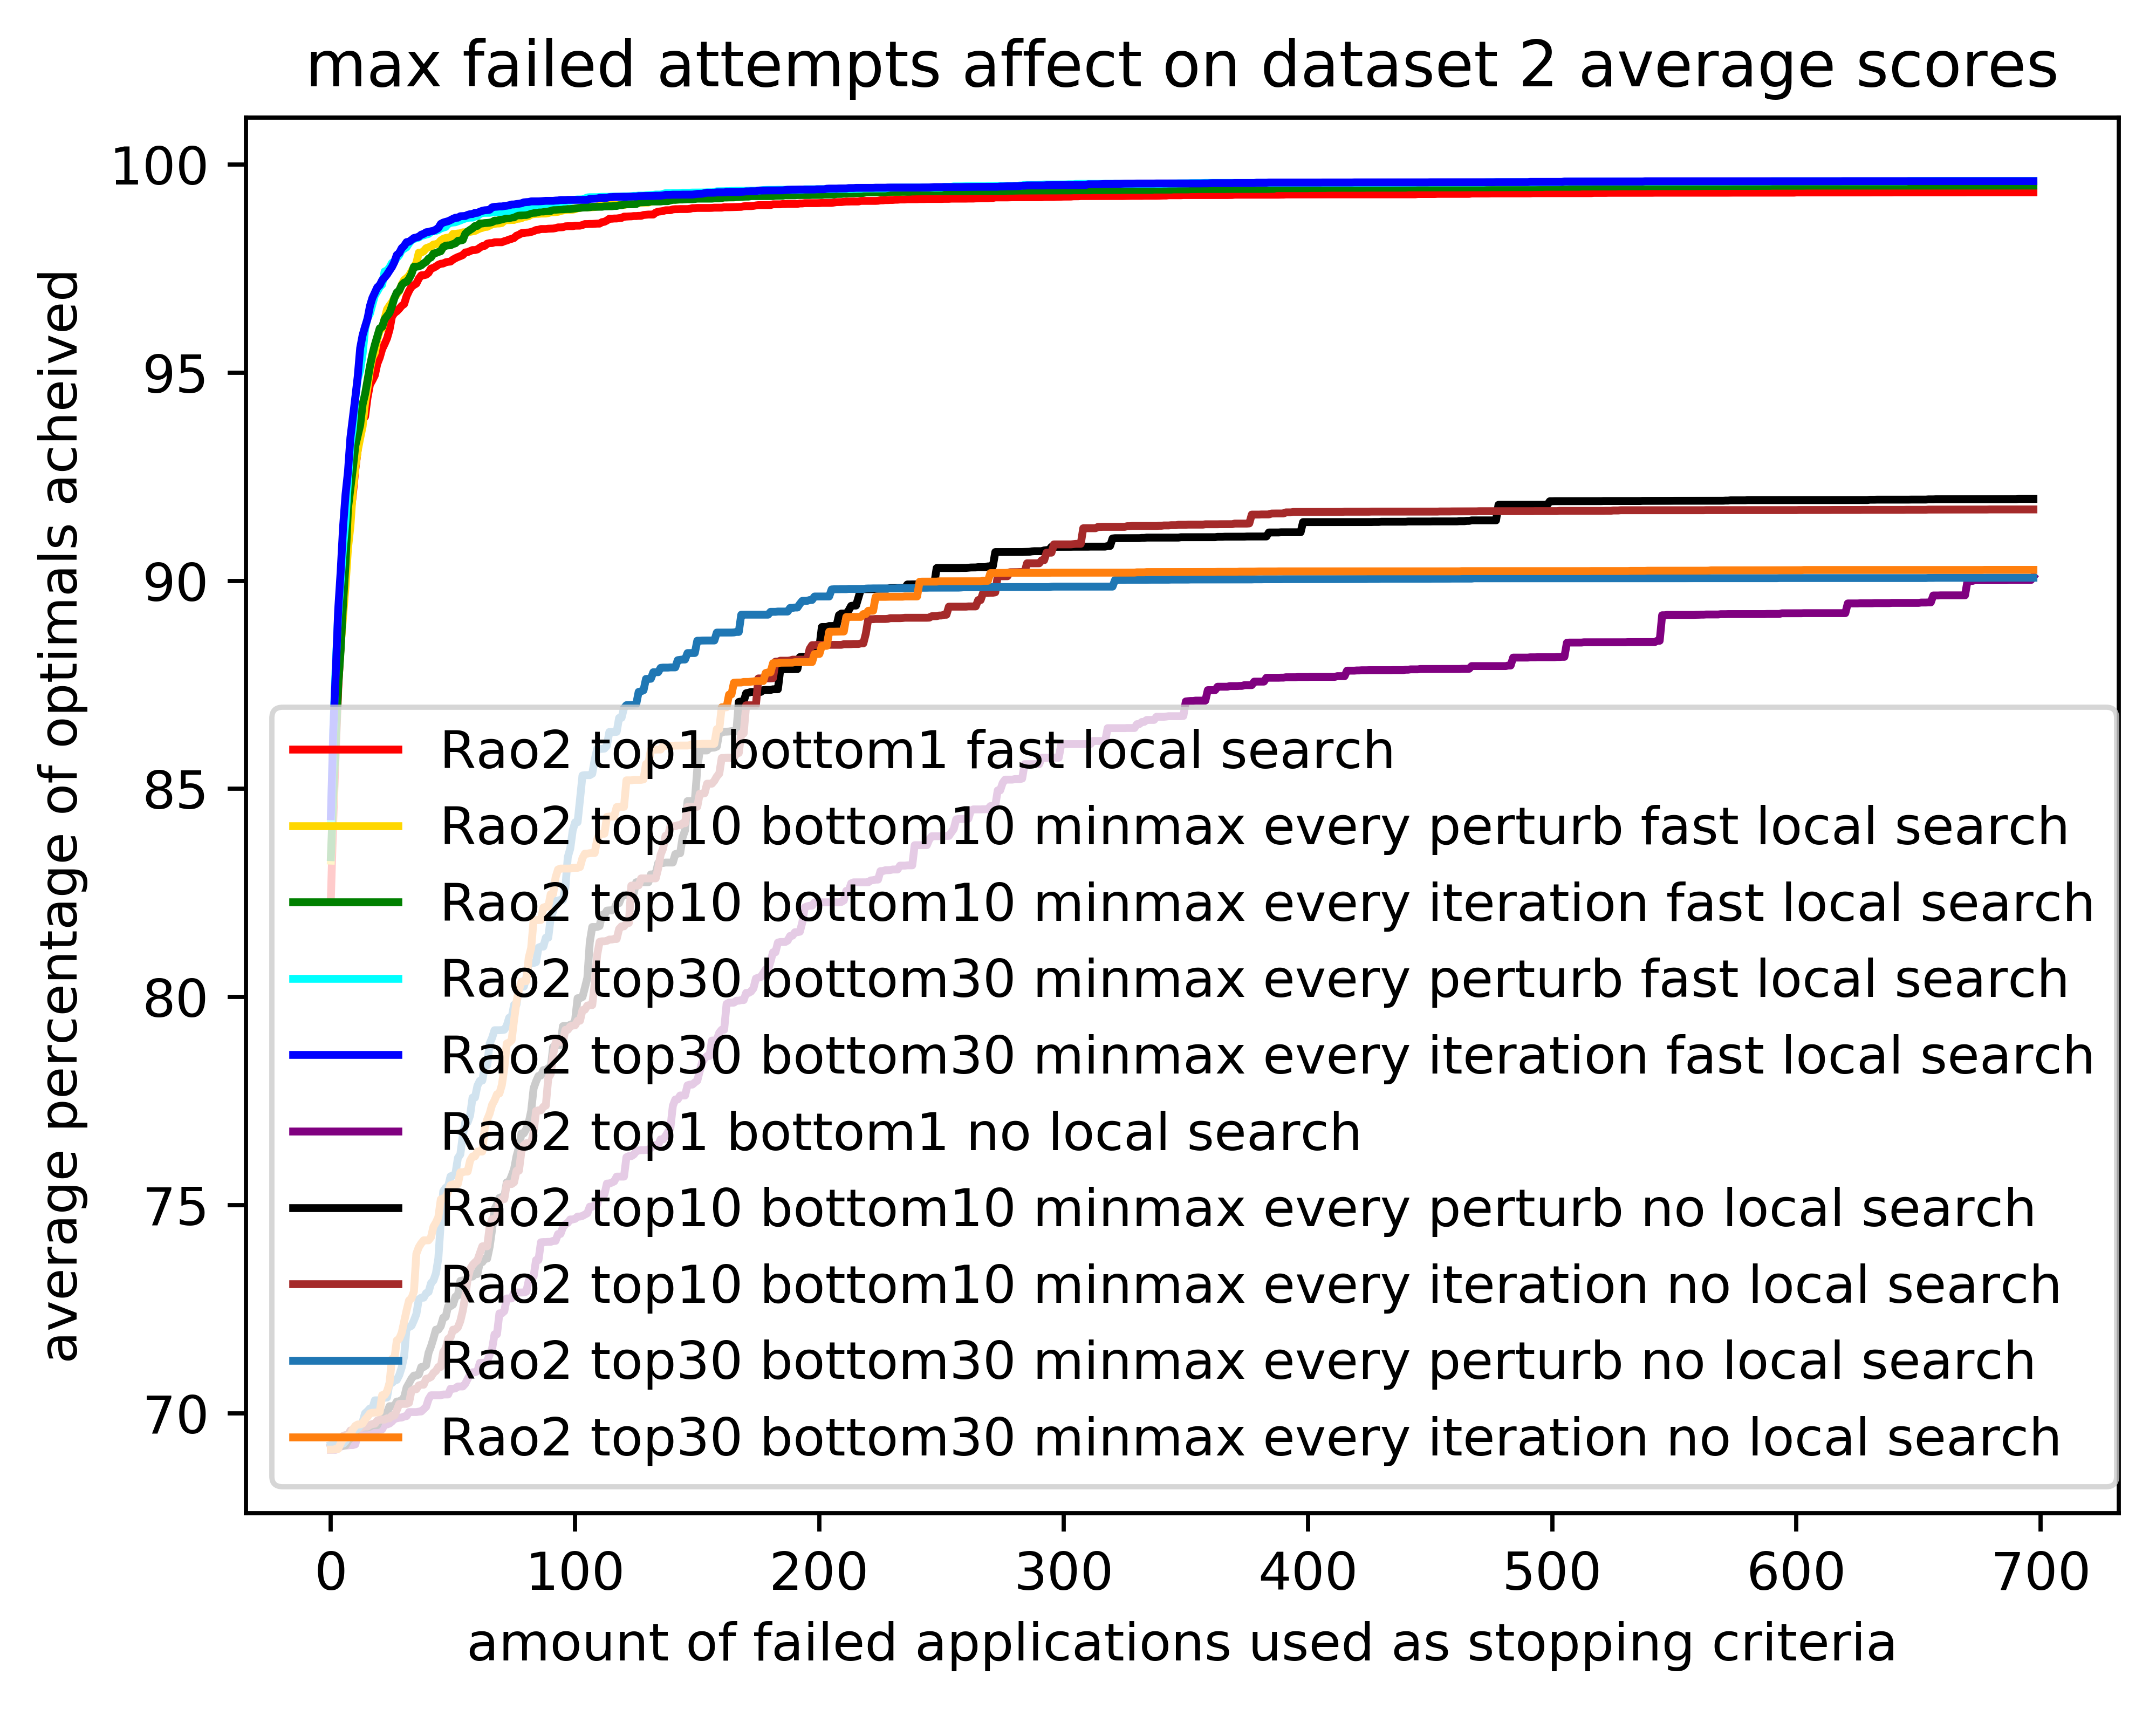 max failed attempts affect on dataset 2 average scores
average percentage of optimals acheived
100
95
90
85
80
75
70
Rao2 top1 bottom1 fast local search
Rao2 top10 bottom10 minmax every perturb fast local search
Rao2 top10 bottom10 minmax every iteration fast local search
Rao2 top30 bottom30 minmax every perturb fast local search
Rao2 top30 bottom30 minmax every iteration fast local search
Rao2 top1 bottom1 no local search
Rao2 top10 bottom10 minmax every perturb no local search
Rao2 top10 bottom10 minmax every iteration no local search
Rao2 top30 bottom30 minmax every perturb no local search
Rao2 top30 bottom30 minmax every iteration no local search
0 100 200 300 400 500 600 700
amount of failed applications used as stopping criteria